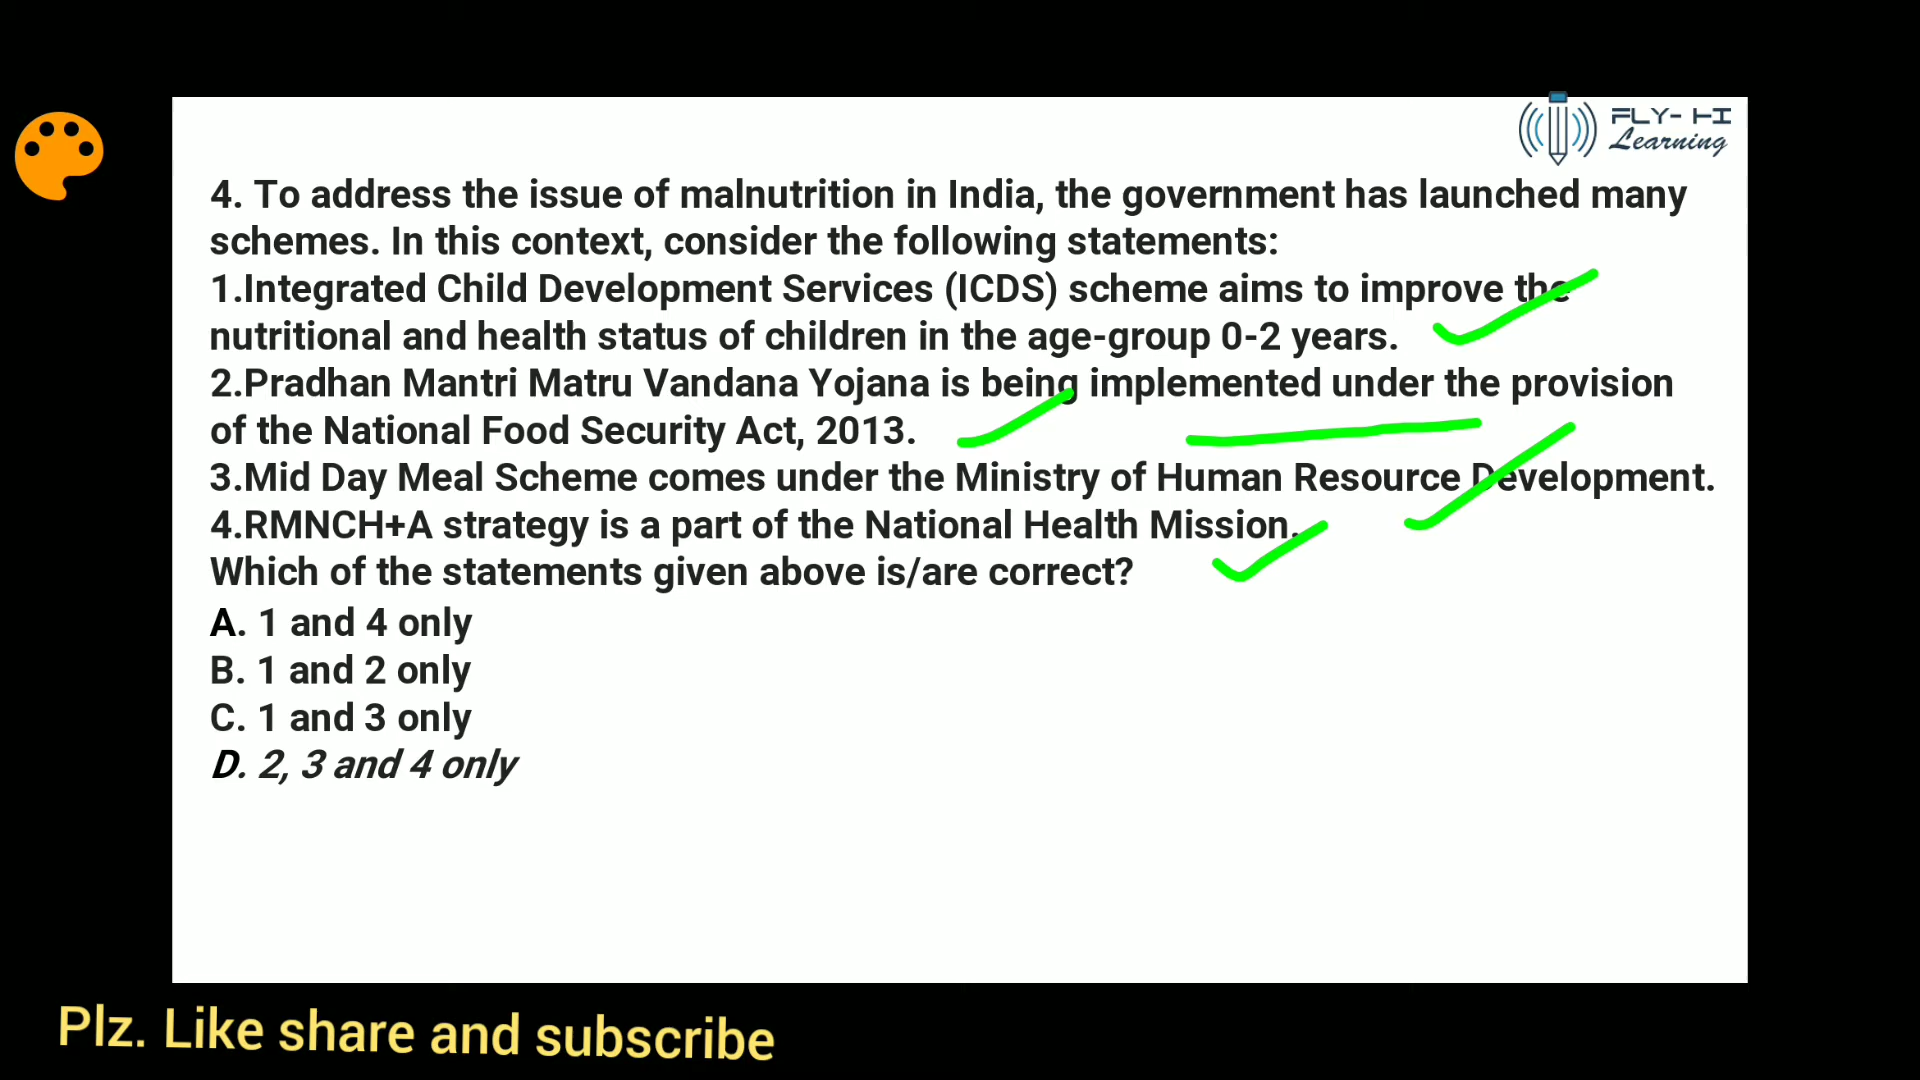 FLY- HI
Learning
4. To address the issue of malnutrition in India, the government has launched many
schemes. In this context, consider the following statements:
1.Integrated Child Development Services (ICDS) scheme aims to improve the
nutritional and health status of children in the age-group 0-2 years.
2.Pradhan Mantri Matru Vandana Yojana is being implemented under the provision
of the National Food Security Act, 2013.
3.Mid Day Meal Scheme comes under the Ministry of Human Resource Development.
4.RMNCH+A strategy is a part of the National Health Mission.
Which of the statements given above is/are correct?
A. 1 and 4 only
B. 1 and 2 only
C. 1 and 3 only
D. 2, 3 and 4 only
Plz. Like share and subscribe